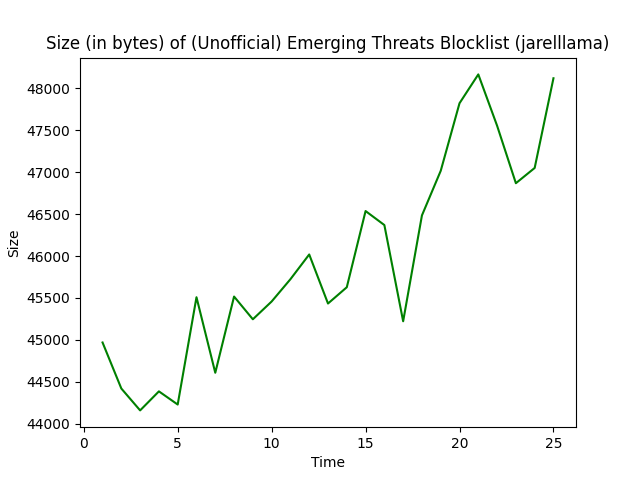 Size (in bytes) of (Unofficial) Emerging Threats Blocklist (jarelllama)
48000
47500
47000
46500
46000
45500
45000
44500
44000
Size
0 5 10 15 20 25
Time